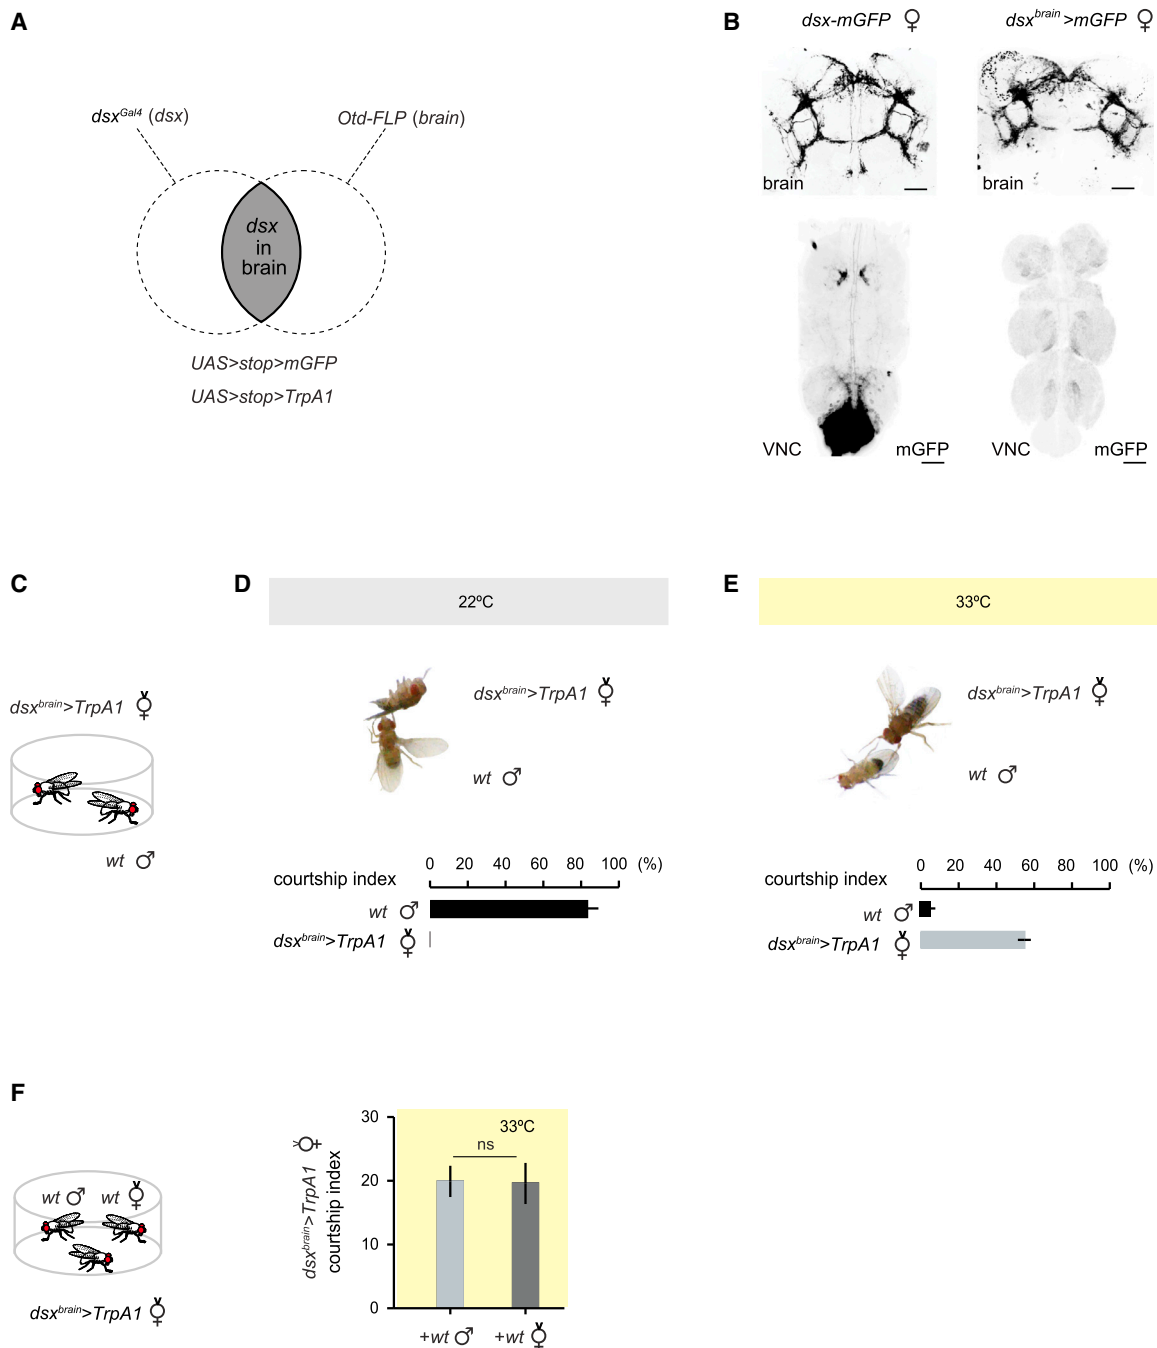 A
dsxGal4 (dsx)
Otd-FLP (brain)
dsx
in
brain
UAS>stop>mGFP
UAS>stop>TrpA1
B
dsx-mGFP ♀
dsxbrain>mGFP ♀
brain
brain
VNC mGFP
VNC mGFP
C
dsxbrain>TrpA1
wt ♂
D
22ºC
dsxbrain>TrpA1
wt ♂
0 20 40 60 80 100 (%)
courtship index
wt ♂
dsxbrain>TrpA1
E
33ºC
dsxbrain>TrpA1
wt ♂
0 20 40 60 80 100 (%)
courtship index
wt ♂
dsxbrain>TrpA1
F
wt ♂ wt
dsxbrain>TrpA1
dsxbrain>TrpA1
courtship index
30
20
10
0
33ºC
ns
+wt ♂
+wt